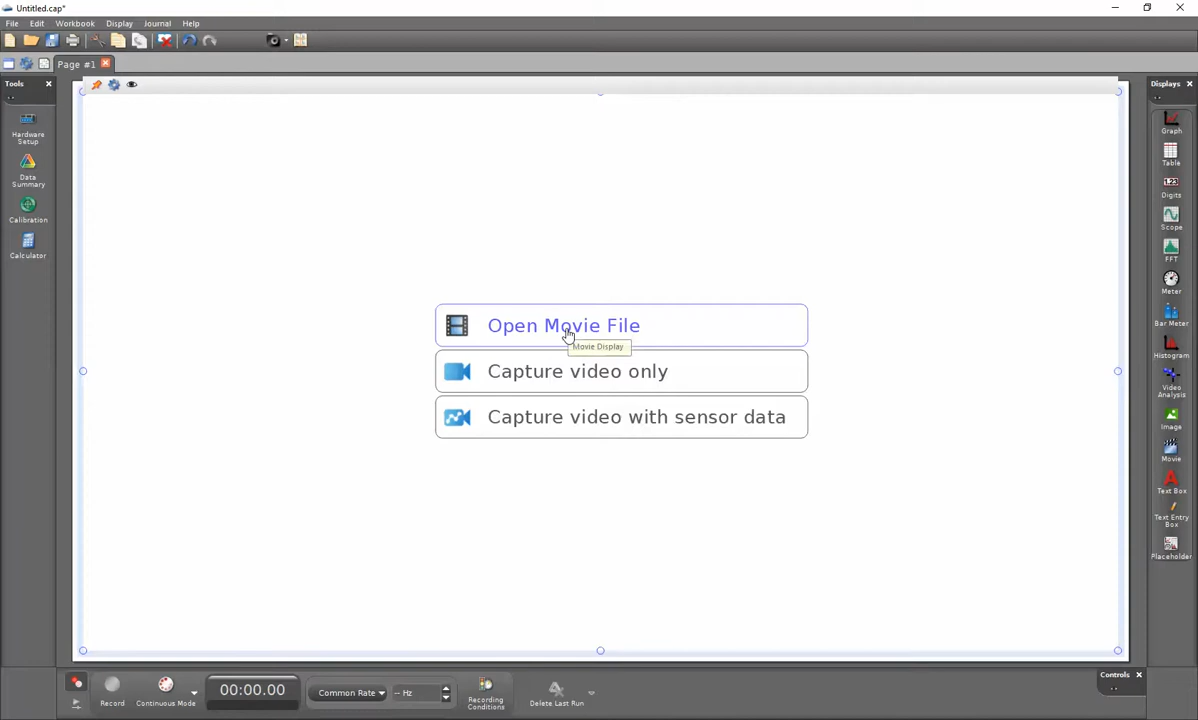 Untitled.cap*
File Edit Workbook Display Journal Help
Page #1
Tools
Hardware
Setup
Data
Summary
Calibration
Calculator
Open Movie File
Movie Display
Capture video only
Capture video with sensor data
Displays
Graph
Table
1.23
Digits
Scope
FFT
Meter
Bar Meter
Histogram
Video
Analysis
Image
Movie
Text Box
Text Entry
Box
Placeholder
Record
Continuous Mode
00:00.00
Common Rate
-- Hz
Recording
Conditions
Delete Last Run
Controls